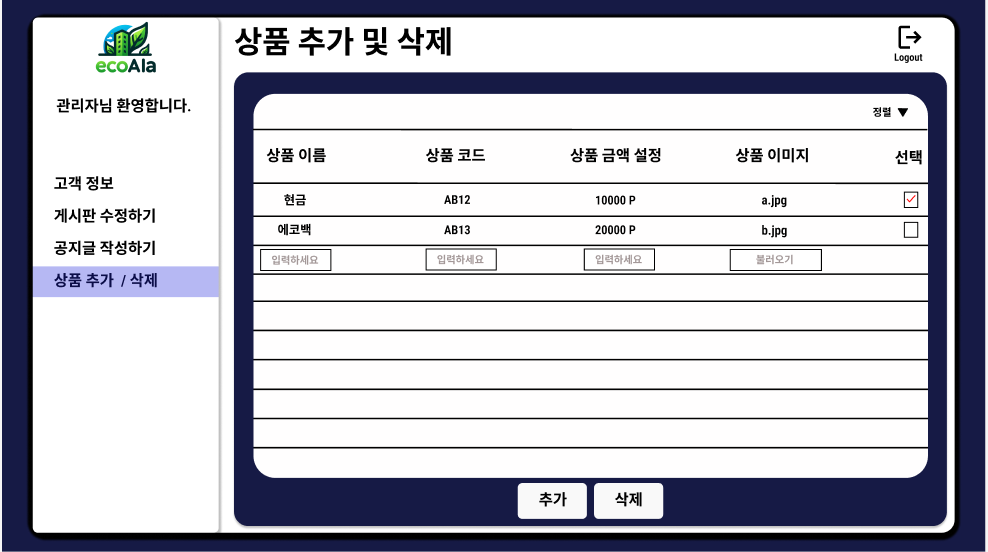 ecoAla
상품 추가 및 삭제
Logout
관리자님 환영합니다.
고객 정보
게시판 수정하기
공지글 작성하기
상품 추가 / 삭제
정렬 ▼
상품 이름 상품 코드 상품 금액 설정 상품 이미지 선택
현금 AB12 10000 P a.jpg
에코백 AB13 20000 P b.jpg
입력하세요 입력하세요 입력하세요 불러오기
추가 삭제